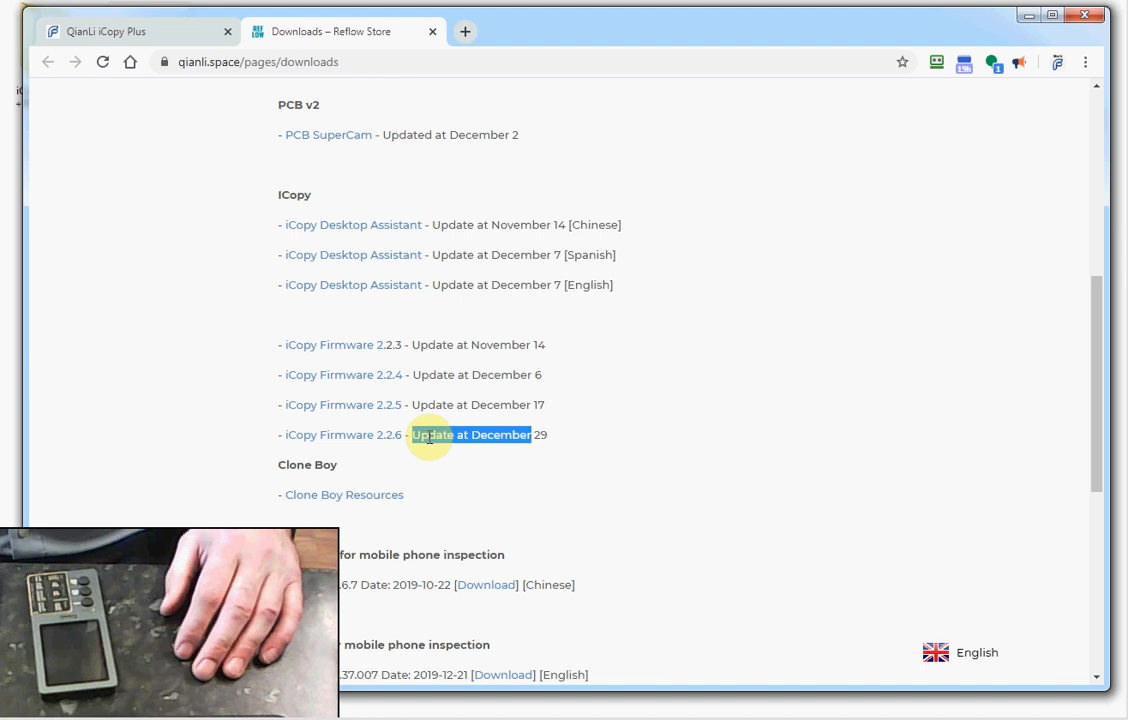 QianLi iCopy Plus
Downloads – Reflow Store
qianli.space/pages/downloads
PCB v2
- PCB SuperCam - Updated at December 2
ICopy
- iCopy Desktop Assistant - Update at November 14 [Chinese]
- iCopy Desktop Assistant - Update at December 7 [Spanish]
- iCopy Desktop Assistant - Update at December 7 [English]
- iCopy Firmware 2.2.3 - Update at November 14
- iCopy Firmware 2.2.4 - Update at December 6
- iCopy Firmware 2.2.5 - Update at December 17
- iCopy Firmware 2.2.6 - Update at December 29
Clone Boy
- Clone Boy Resources
for mobile phone inspection
.6.7 Date: 2019-10-22 [Download] [Chinese]
r mobile phone inspection
.37.007 Date: 2019-12-21 [Download] [English]
English